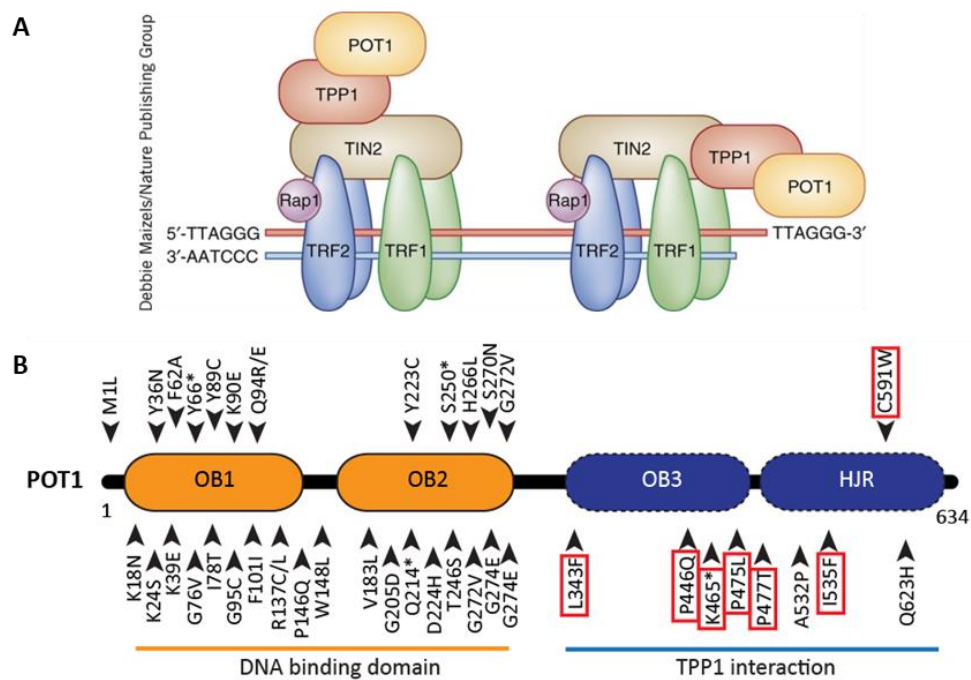 A
Debbie Maizels/Nature Publishing Group
POT1
TPP1
TIN2
Rap1
TRF2
TRF1
TIN2
TPP1
POT1
Rap1
TRF2
TRF1
5′-TTAGGG
3′-AATCCC
TTAGGG-3′
B
M1L
Y36N
F62A
Y66*
Y89C
K90E
Q94R/E
Y223C
S250*
H266L
S270N
G272V
C591W
POT1
OB1
OB2
OB3
HJR
1
634
K18N
K24S
K39E
G76V
I78T
G95C
F101I
R137C/L
P146Q
W148L
V183L
G205D
Q214*
D224H
T246S
G272V
G274E
G274E
L343F
P446Q
K465*
P475L
P477T
A532P
I535F
Q623H
DNA binding domain
TPP1 interaction